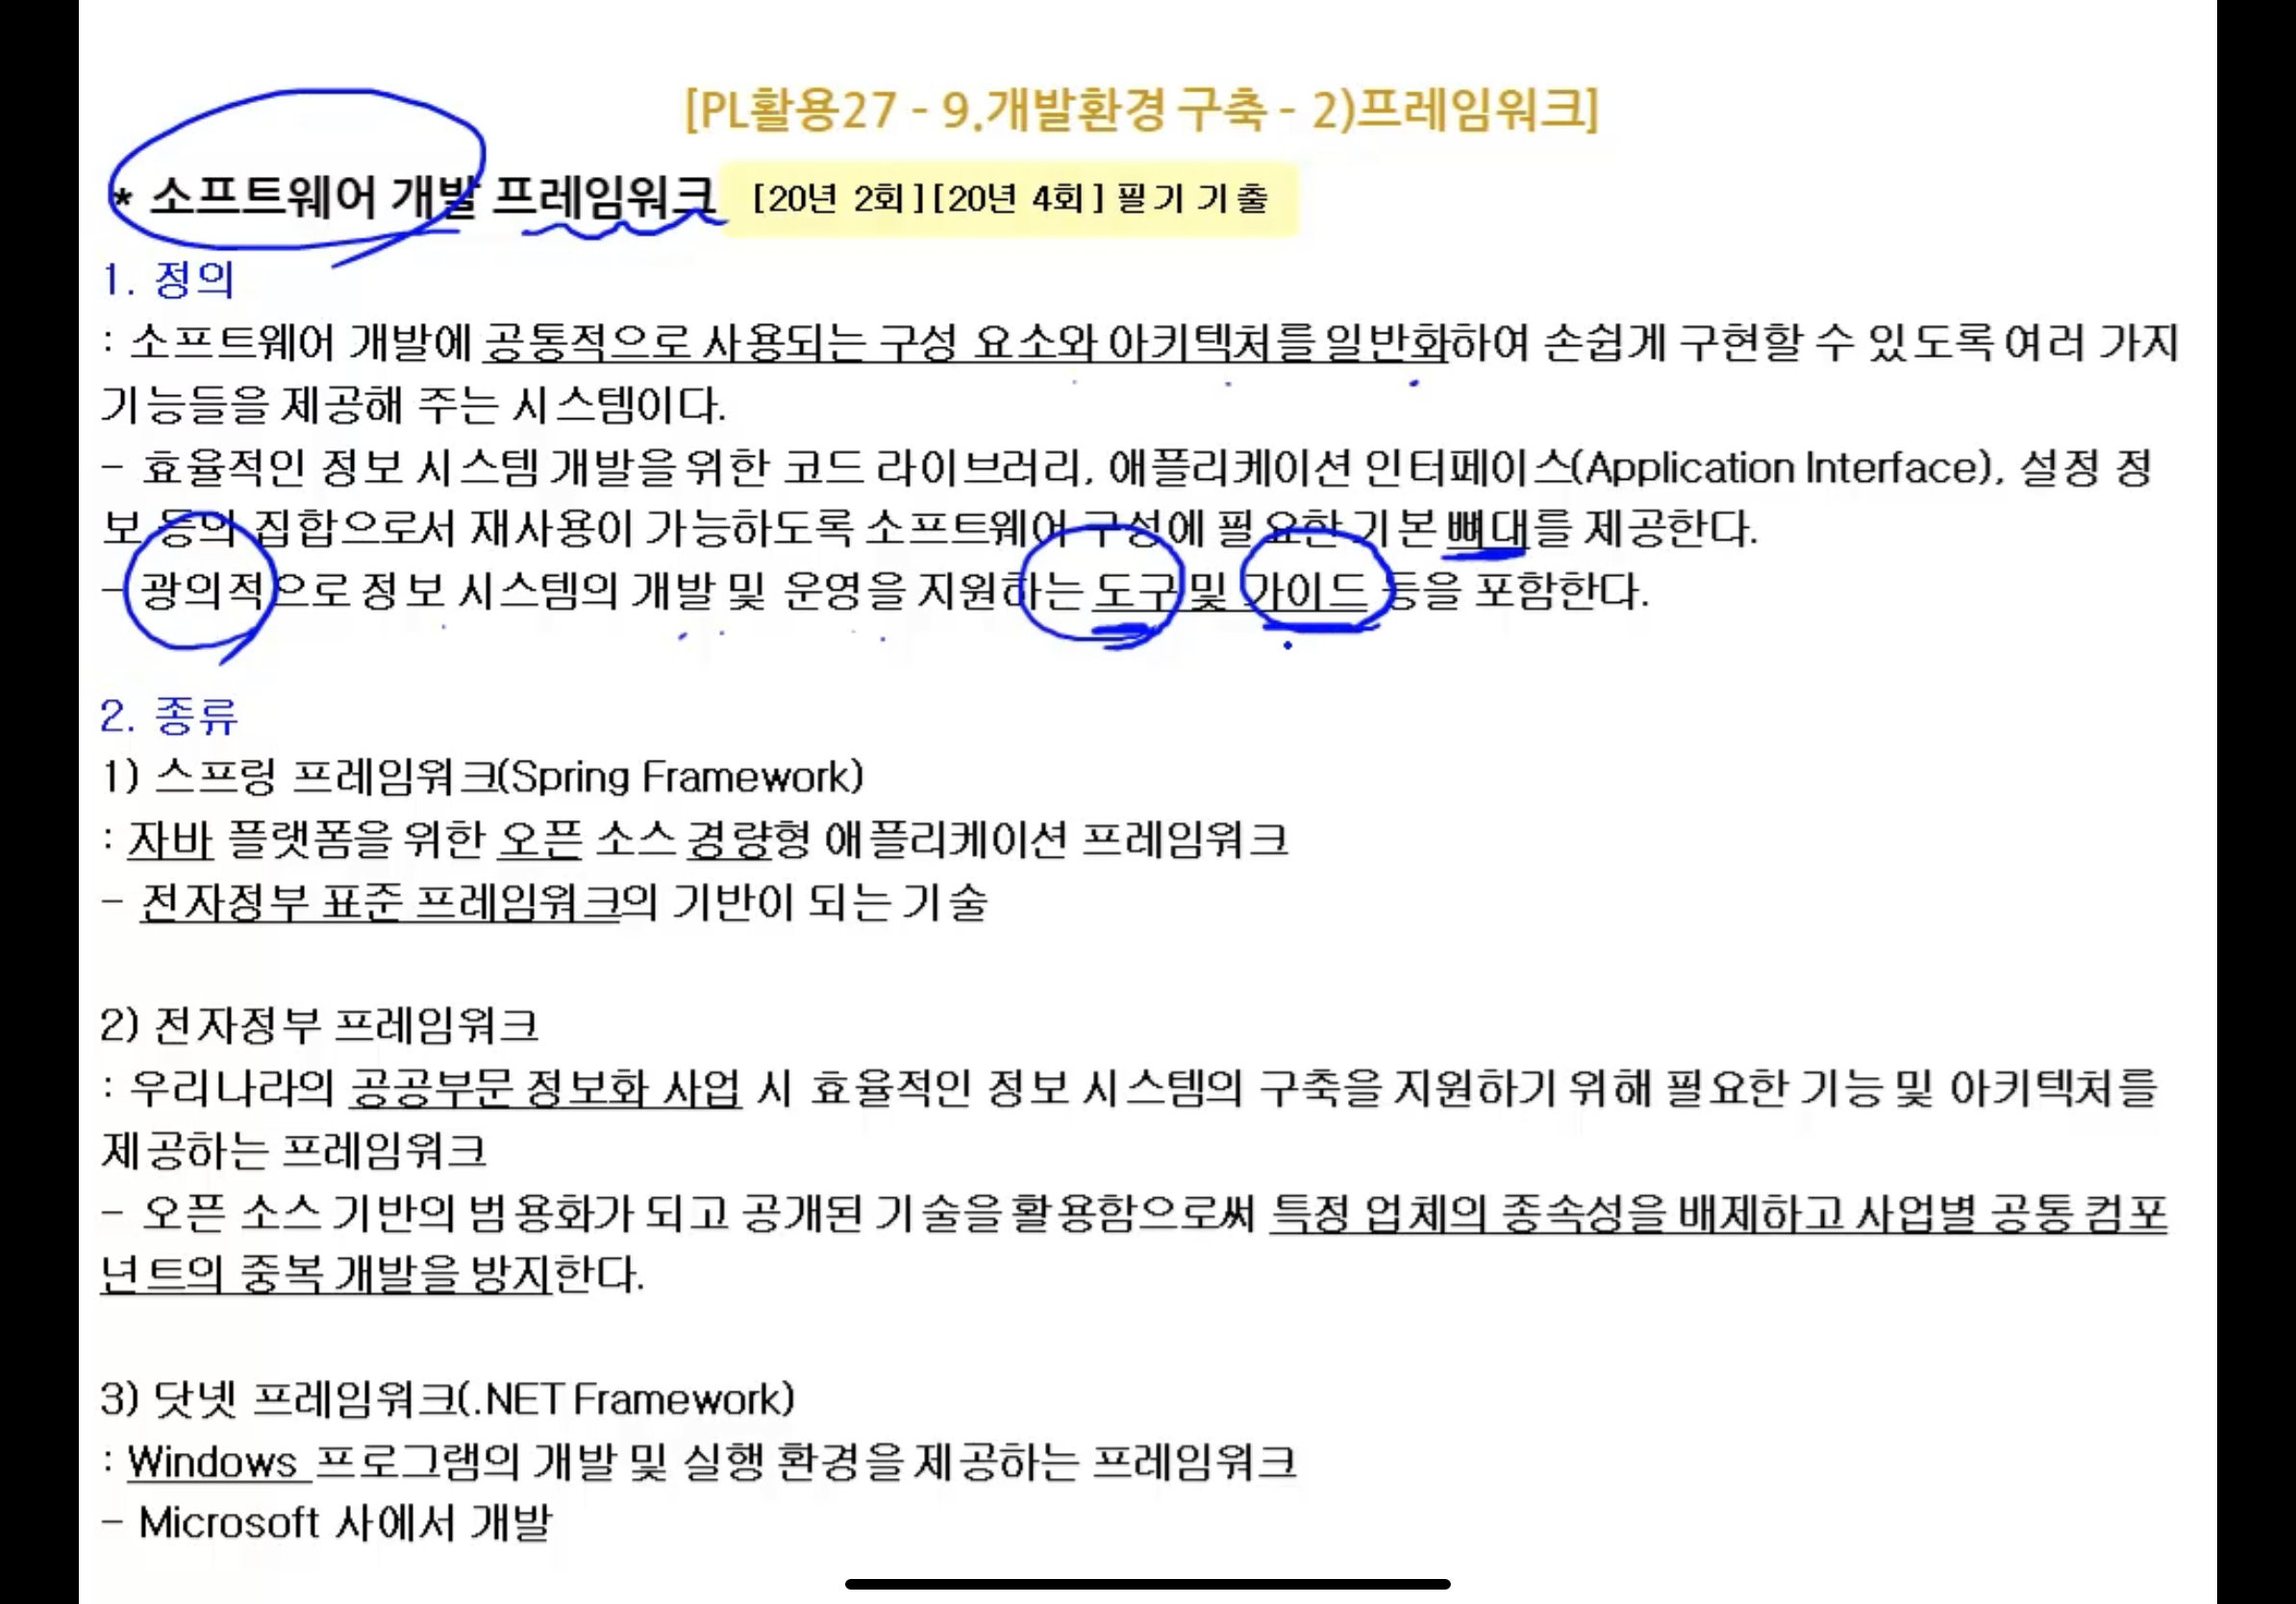 [PL활용27 - 9.개발환경 구축 - 2)프레임워크]
* 소프트웨어 개발 프레임워크 [20년 2회][20년 4회] 필기 기출
1. 정의
: 소프트웨어 개발에 공통적으로 사용되는 구성 요소와 아키텍처를 일반화하여 손쉽게 구현할 수 있도록 여러 가지
기능들을 제공해 주는 시스템이다.
- 효율적인 정보 시스템 개발을 위한 코드 라이브러리, 애플리케이션 인터페이스(Application Interface), 설정 정
보 등의 집합으로서 재사용이 가능하도록 소프트웨어 구성에 필요한 기본 뼈대를 제공한다.
- 광의적으로 정보 시스템의 개발 및 운영을 지원하는 도구 및 가이드 등을 포함한다.
2. 종류
1) 스프링 프레임워크(Spring Framework)
: 자바 플랫폼을 위한 오픈 소스 경량형 애플리케이션 프레임워크
- 전자정부 표준 프레임워크의 기반이 되는 기술
2) 전자정부 프레임워크
: 우리나라의 공공부문 정보화 사업 시 효율적인 정보 시스템의 구축을 지원하기 위해 필요한 기능 및 아키텍처를
제공하는 프레임워크
- 오픈 소스 기반의 범용화가 되고 공개된 기술을 활용함으로써 특정 업체의 종속성을 배제하고 사업별 공통 컴포
넌트의 중복 개발을 방지한다.
3) 닷넷 프레임워크(.NET Framework)
: Windows 프로그램의 개발 및 실행 환경을 제공하는 프레임워크
- Microsoft 사에서 개발